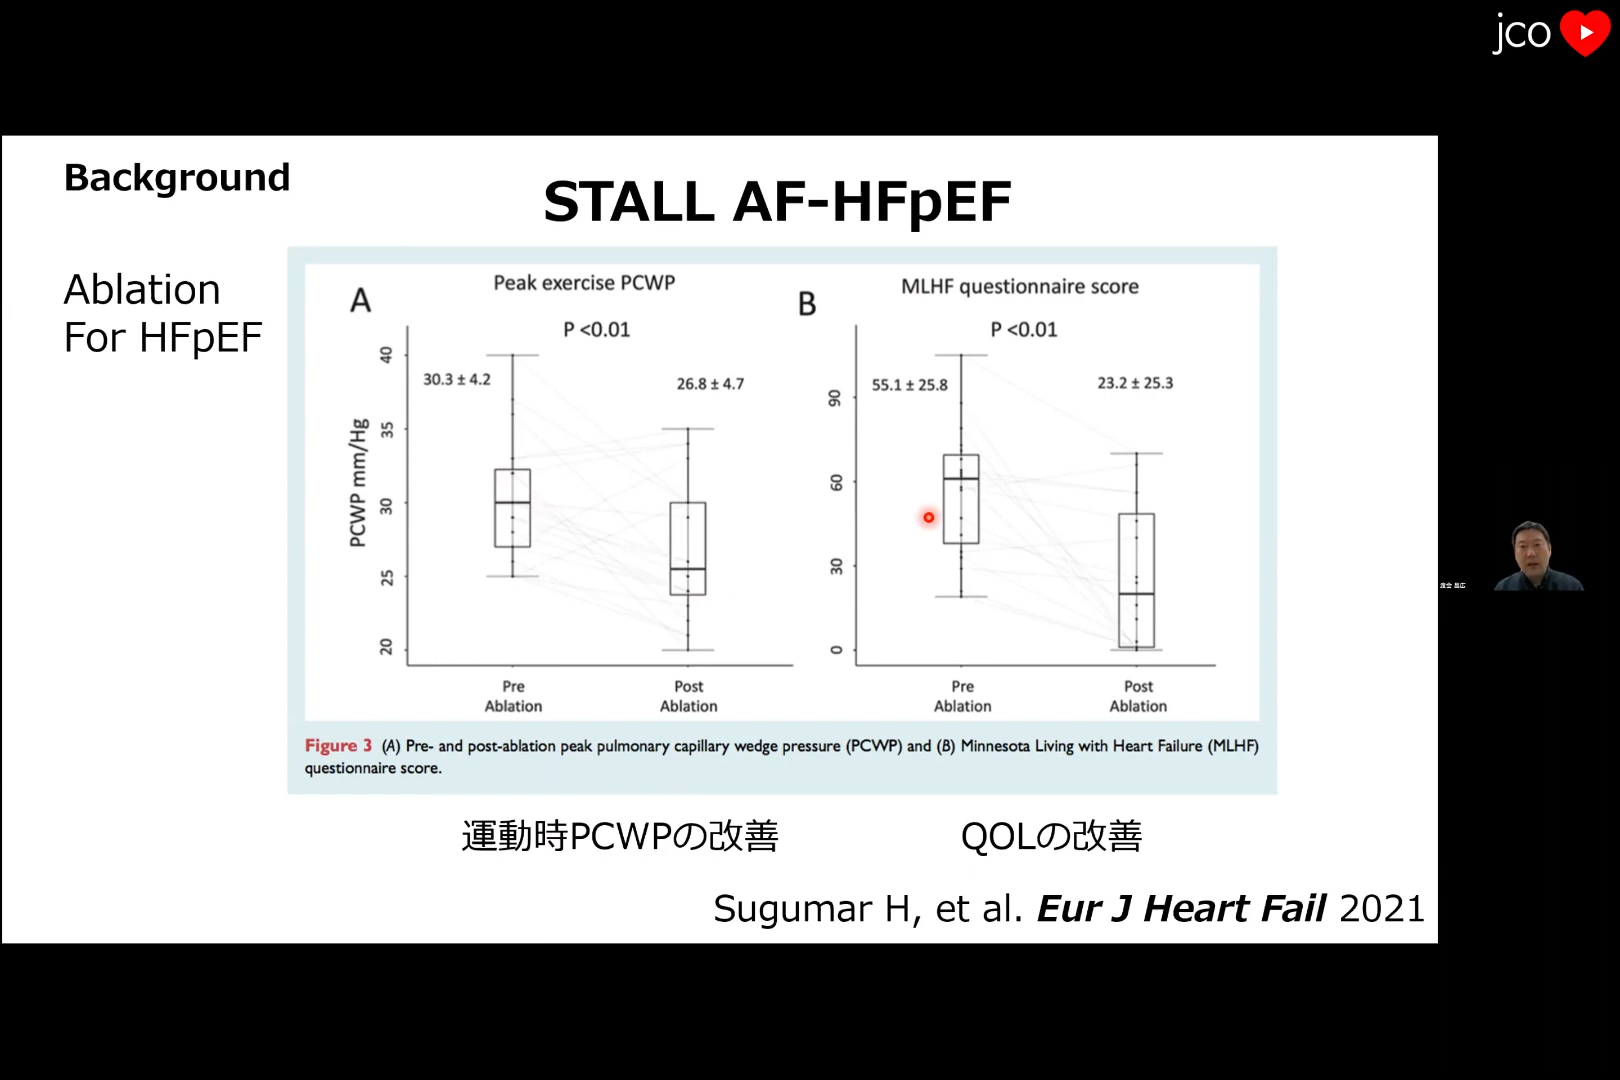 jco
Background
STALL AF-HFpEF
Ablation
For HFpEF
A
Peak exercise PCWP
P <0.01
30.3 ± 4.2
26.8 ± 4.7
PCWP mm/Hg
40
35
30
25
20
Pre
Ablation
Post
Ablation
B
MLHF questionnaire score
P <0.01
55.1 ± 25.8
23.2 ± 25.3
90
60
30
0
Pre
Ablation
Post
Ablation
Figure 3 (A) Pre- and post-ablation peak pulmonary capillary wedge pressure (PCWP) and (B) Minnesota Living with Heart Failure (MLHF)
questionnaire score.
運動時PCWPの改善
QOLの改善
Sugumar H, et al. Eur J Heart Fail 2021